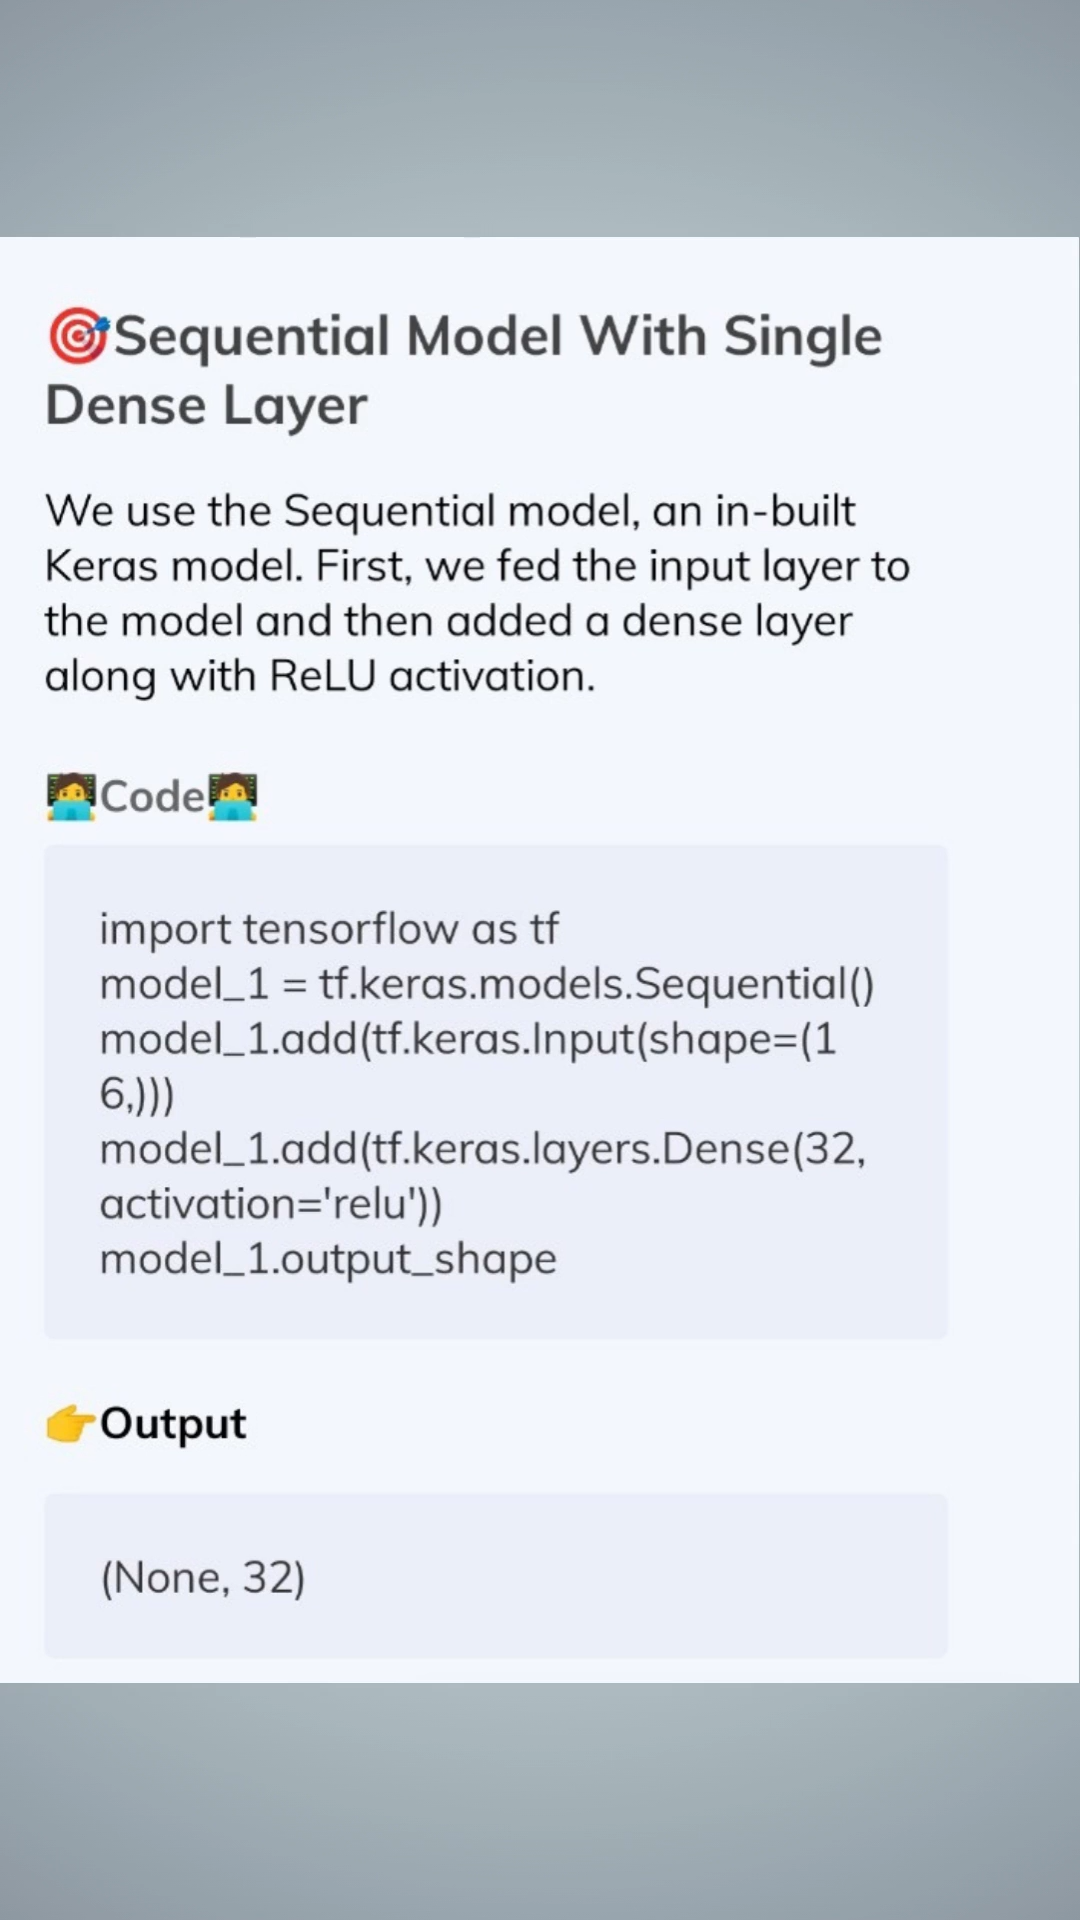 🎯Sequential Model With Single
Dense Layer
We use the Sequential model, an in-built
Keras model. First, we fed the input layer to
the model and then added a dense layer
along with ReLU activation.
🧑‍💻Code🧑‍💻
import tensorflow as tf
model_1 = tf.keras.models.Sequential()
model_1.add(tf.keras.Input(shape=(1
6,)))
model_1.add(tf.keras.layers.Dense(32,
activation='relu'))
model_1.output_shape
👉Output
(None, 32)